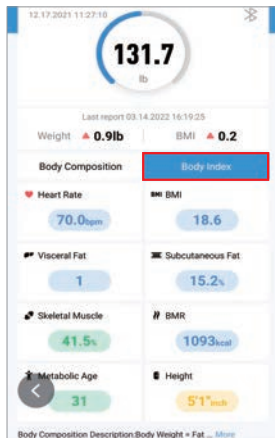 12.17.2021 11:27:10
131.7
lb
Last report 03.14.2022 16:19:25
Weight ▲ 0.9lb BMI ▲ 0.2
Body Composition Body Index
Heart Rate BMI BMI
70.0bpm 18.6
Visceral Fat Subcutaneous Fat
1 15.2%
Skeletal Muscle BMR
41.5% 1093kcal
Metabolic Age Height
31 5'1"inch
Body Composition Description:Body Weight = Fat ... More